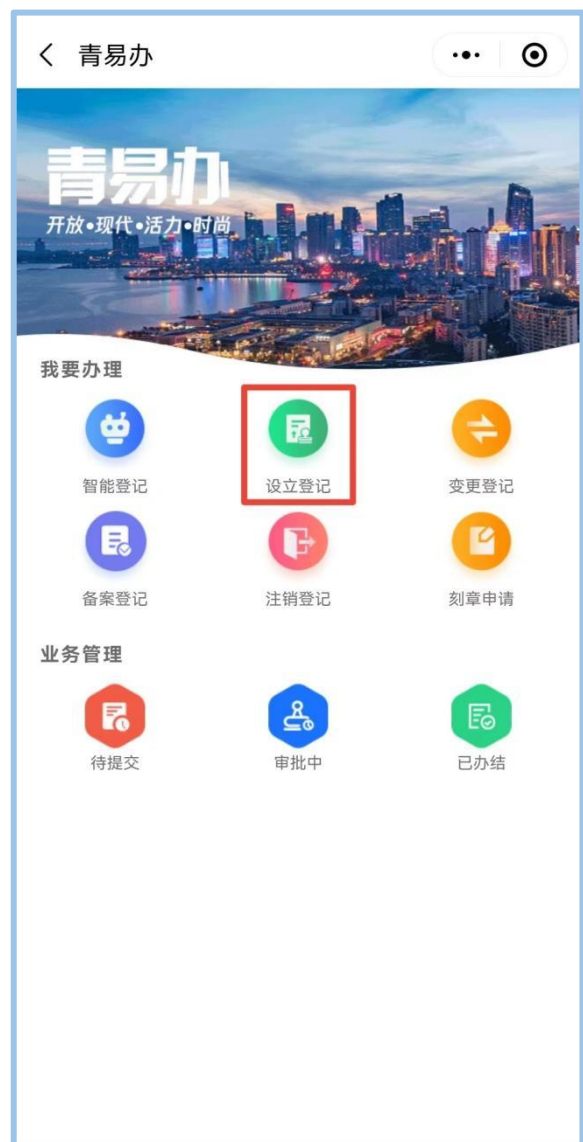 青易办
青易办
开放•现代•活力•时尚
我要办理
智能登记
设立登记
变更登记
备案登记
注销登记
刻章申请
业务管理
待提交
审批中
已办结